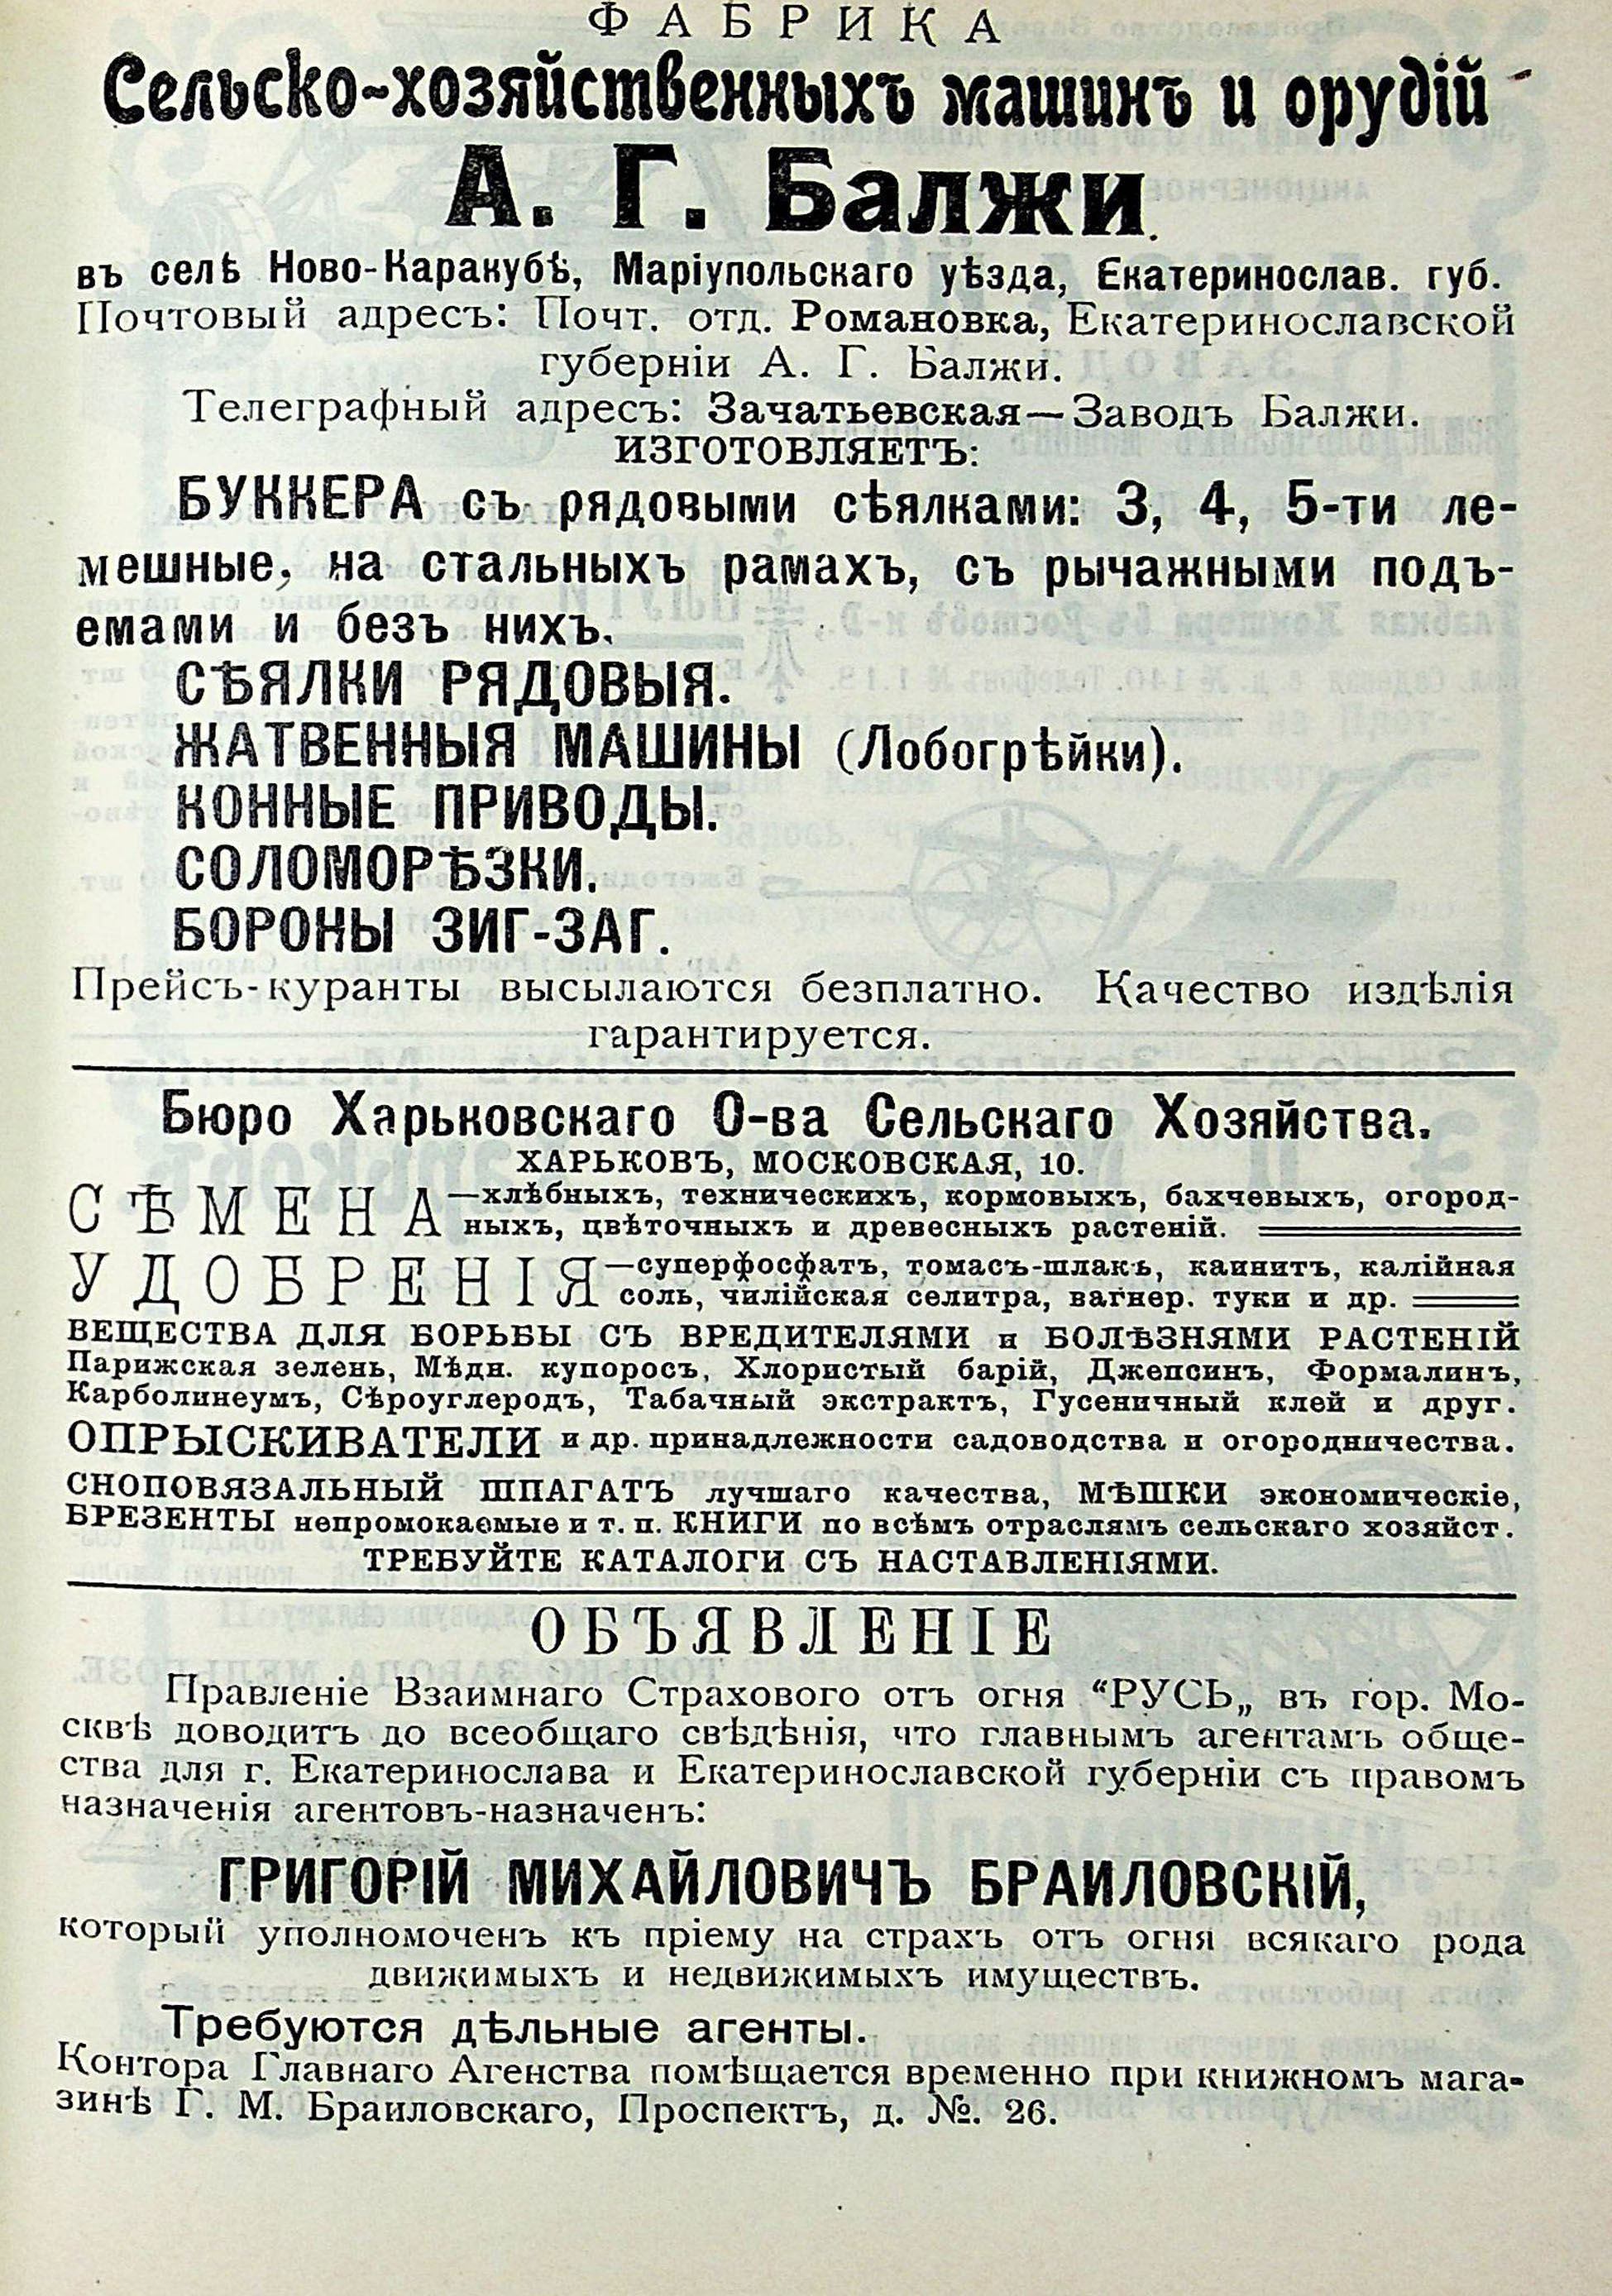 ФАБРИКА
Сельско-хозяйственныхъ машинъ и орудій
А. Г. Балжи.
въ селѣ Ново-Каракубѣ, Маріупольскаго уѣзда, Екатеринослав. губ.
Почтовый адресъ: Почт. отд. Романовка, Екатеринославской
губерніи А. Г. Балжи.
Телеграфный адресъ: Зачатьевская—Заводъ Балжи.
ИЗГОТОВЛЯЕТЪ:
БУККЕРА съ рядовыми сѣялками: 3, 4, 5-ти ле-
мешные, на стальныхъ рамахъ, съ рычажными подъ-
емами и безъ нихъ.
СѢЯЛКИ РЯДОВЫЯ.
ЖАТВЕННЫЯ МАШИНЫ (Лобогрѣйки).
КОННЫЕ ПРИВОДЫ.
СОЛОМОРѢЗКИ.
БОРОНЫ ЗИГ-ЗАГ.
Прейсъ-куранты высылаются безплатно. Качество издѣлія
гарантируется.
Бюро Харьковскаго О-ва Сельскаго Хозяйства.
ХАРЬКОВЪ, МОСКОВСКАЯ, 10.
СѢМЕНА—хлѣбныхъ, техническихъ, кормовыхъ, бахчевыхъ, огород-
ныхъ, цвѣточныхъ и древесныхъ растеній.
УДОБРЕНІЯ—суперфосфатъ, томасъ-шлакъ, каинитъ, калійная
соль, чилійская селитра, вагнер. туки и др.
ВЕЩЕСТВА ДЛЯ БОРЬБЫ СЪ ВРЕДИТЕЛЯМИ и БОЛѢЗНЯМИ РАСТЕНІЙ
Парижская зелень, Мѣдн. купоросъ, Хлористый барій, Джепсинъ, Формалинъ,
Карболинеумъ, Сѣроуглеродъ, Табачный экстрактъ, Гусеничный клей и друг.
ОПРЫСКИВАТЕЛИ и др. принадлежности садоводства и огородничества.
СНОПОВЯЗАЛЬНЫЙ ШПАГАТЪ лучшаго качества, МѢШКИ экономическіе,
БРЕЗЕНТЫ непромокаемые и т. п. КНИГИ по всѣмъ отраслямъ сельскаго хозяйст.
ТРЕБУЙТЕ КАТАЛОГИ СЪ НАСТАВЛЕНІЯМИ.
ОБЪЯВЛЕНІЕ
Правленіе Взаимнаго Страхового отъ огня “РУСЬ„ въ гор. Мо-
сквѣ доводитъ до всеобщаго свѣдѣнія, что главнымъ агентамъ обще-
ства для г. Екатеринослава и Екатеринославской губерніи съ правомъ
назначенія агентовъ-назначенъ:
ГРИГОРІЙ МИХАЙЛОВИЧЪ БРАИЛОВСКІЙ,
который уполномоченъ къ пріему на страхъ отъ огня всякаго рода
движимыхъ и недвижимыхъ имуществъ.
Требуются дѣльные агенты.
Контора Главнаго Агенства помѣщается временно при книжномъ мага-
зинѣ Г. М. Браиловскаго, Проспектъ, д. №. 26.